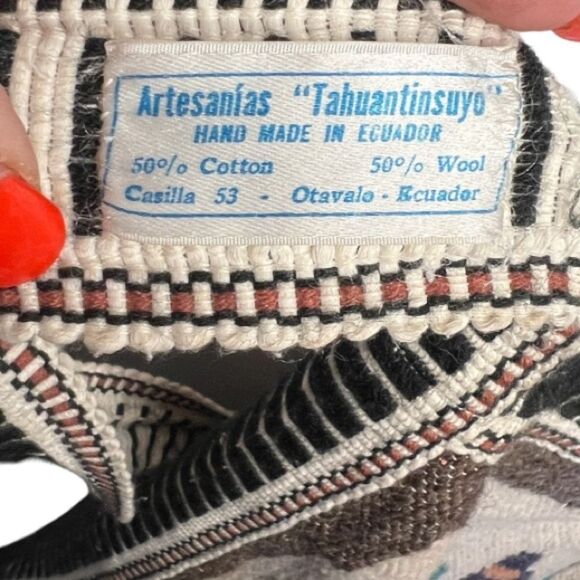 Artesanías "Tahuantinsuyo"
HAND MADE IN ECUADOR
50% Cotton 50% Wool
Casilla 53 - Otavalo - Ecuador